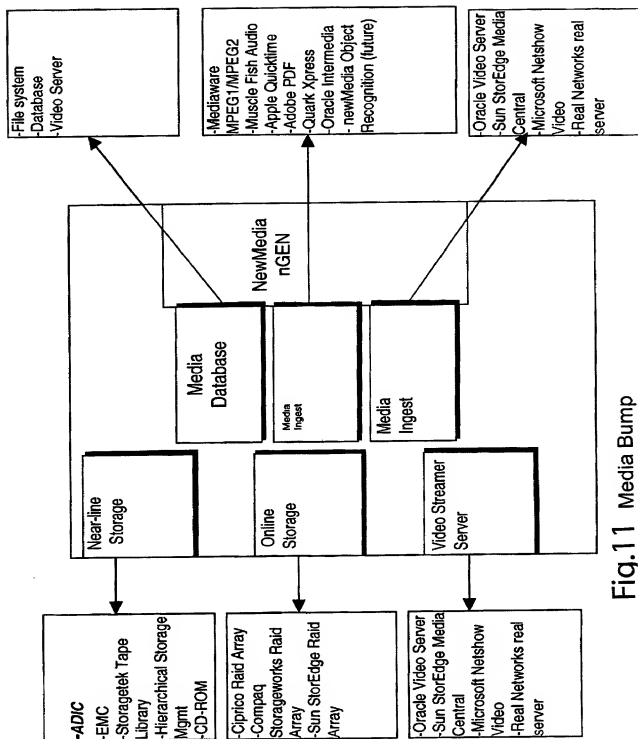 -File system
-Database
-Video Server
-Mediaware
MPEG1/MPEG2
-Muscle Fish Audio
-Apple Quicktime
-Adobe PDF
-Quark Xpress
-Oracle Intermedia
- newMedia Object
Recognition (future)
-Oracle Video Server
-Sun StorEdge Media
Central
-Microsoft Netshow
Video
-Real Networks real
server
NewMedia
nGEN
Media
Database
Media
Ingest
Media
Ingest
Near-line
Storage
Online
Storage
Video Streamer
Server
-ADIC
-EMC
-Storagetek Tape
Library
-Hierarchical Storage
Mgmt
-CD-ROM
-Ciprico Raid Array
-Compaq
Storageworks Raid
Array
-Sun StorEdge Raid
Array
-Oracle Video Server
-Sun StorEdge Media
Central
-Microsoft Netshow
Video
-Real Networks real
server
Fig.11 Media Bump